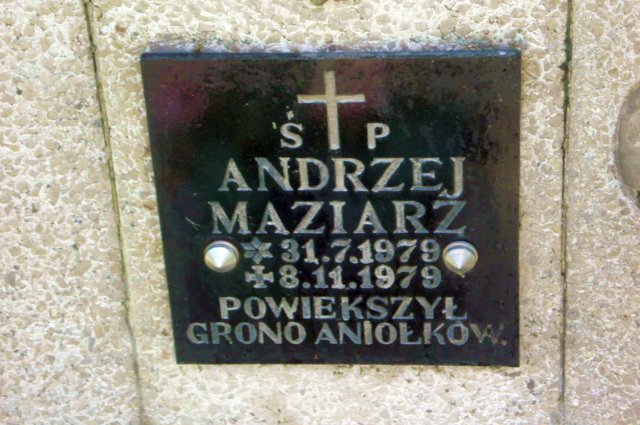 Ś P
ANDRZEJ
MAZIARZ
31.7.1979
8.11.1979
POWIEKSZYŁ
GRONO ANIOŁKÓW.